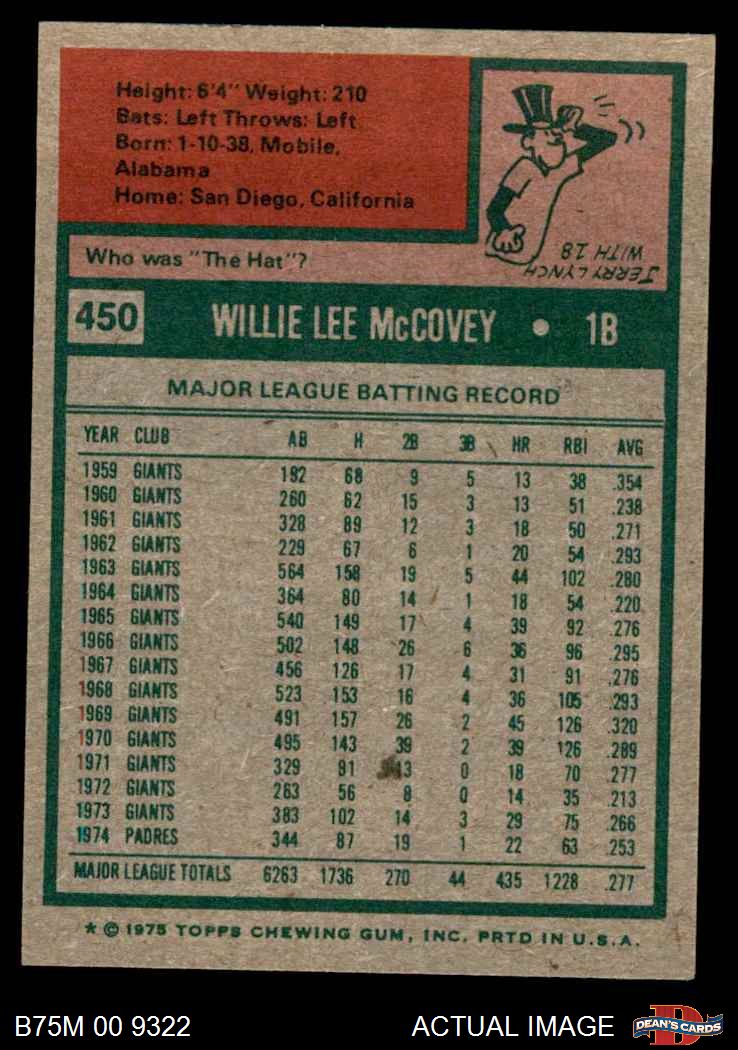 Height: 6'4" Weight: 210
Bats: Left Throws: Left
Born: 1-10-38, Mobile,
Alabama
Home: San Diego, California
Who was "The Hat"?
JERRY LYNCH
WITH 18
450 WILLIE LEE McCOVEY • 1B
MAJOR LEAGUE BATTING RECORD
YEAR CLUB AB H 2B 3B HR RBI AVG
1959 GIANTS 192 68 9 5 13 38 .354
1960 GIANTS 260 62 15 3 13 51 .238
1961 GIANTS 328 89 12 3 18 50 .271
1962 GIANTS 229 67 6 1 20 54 .293
1963 GIANTS 564 158 19 5 44 102 .280
1964 GIANTS 364 80 14 1 18 54 .220
1965 GIANTS 540 149 17 4 39 92 .276
1966 GIANTS 502 148 26 6 36 96 .295
1967 GIANTS 456 126 17 4 31 91 .276
1968 GIANTS 523 153 16 4 36 105 .293
1969 GIANTS 491 157 26 2 45 126 .320
1970 GIANTS 495 143 39 2 39 126 .289
1971 GIANTS 329 91 13 0 18 70 .277
1972 GIANTS 263 56 8 0 14 35 .213
1973 GIANTS 383 102 14 3 29 75 .266
1974 PADRES 344 87 19 1 22 63 .253
MAJOR LEAGUE TOTALS 6263 1736 270 44 435 1228 .277
* © 1975 TOPPS CHEWING GUM, INC. PRTD IN U.S.A.
B75M 00 9322 ACTUAL IMAGE D DEAN'S CARDS